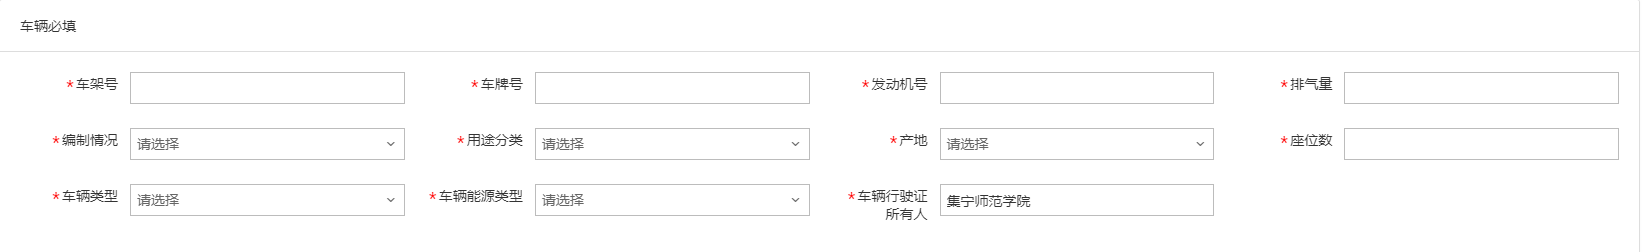 车辆必填
*车架号
*车牌号
*发动机号
*排气量
*编制情况 请选择
*用途分类 请选择
*产地 请选择
*座位数
*车辆类型 请选择
*车辆能源类型 请选择
*车辆行驶证
所有人
集宁师范学院